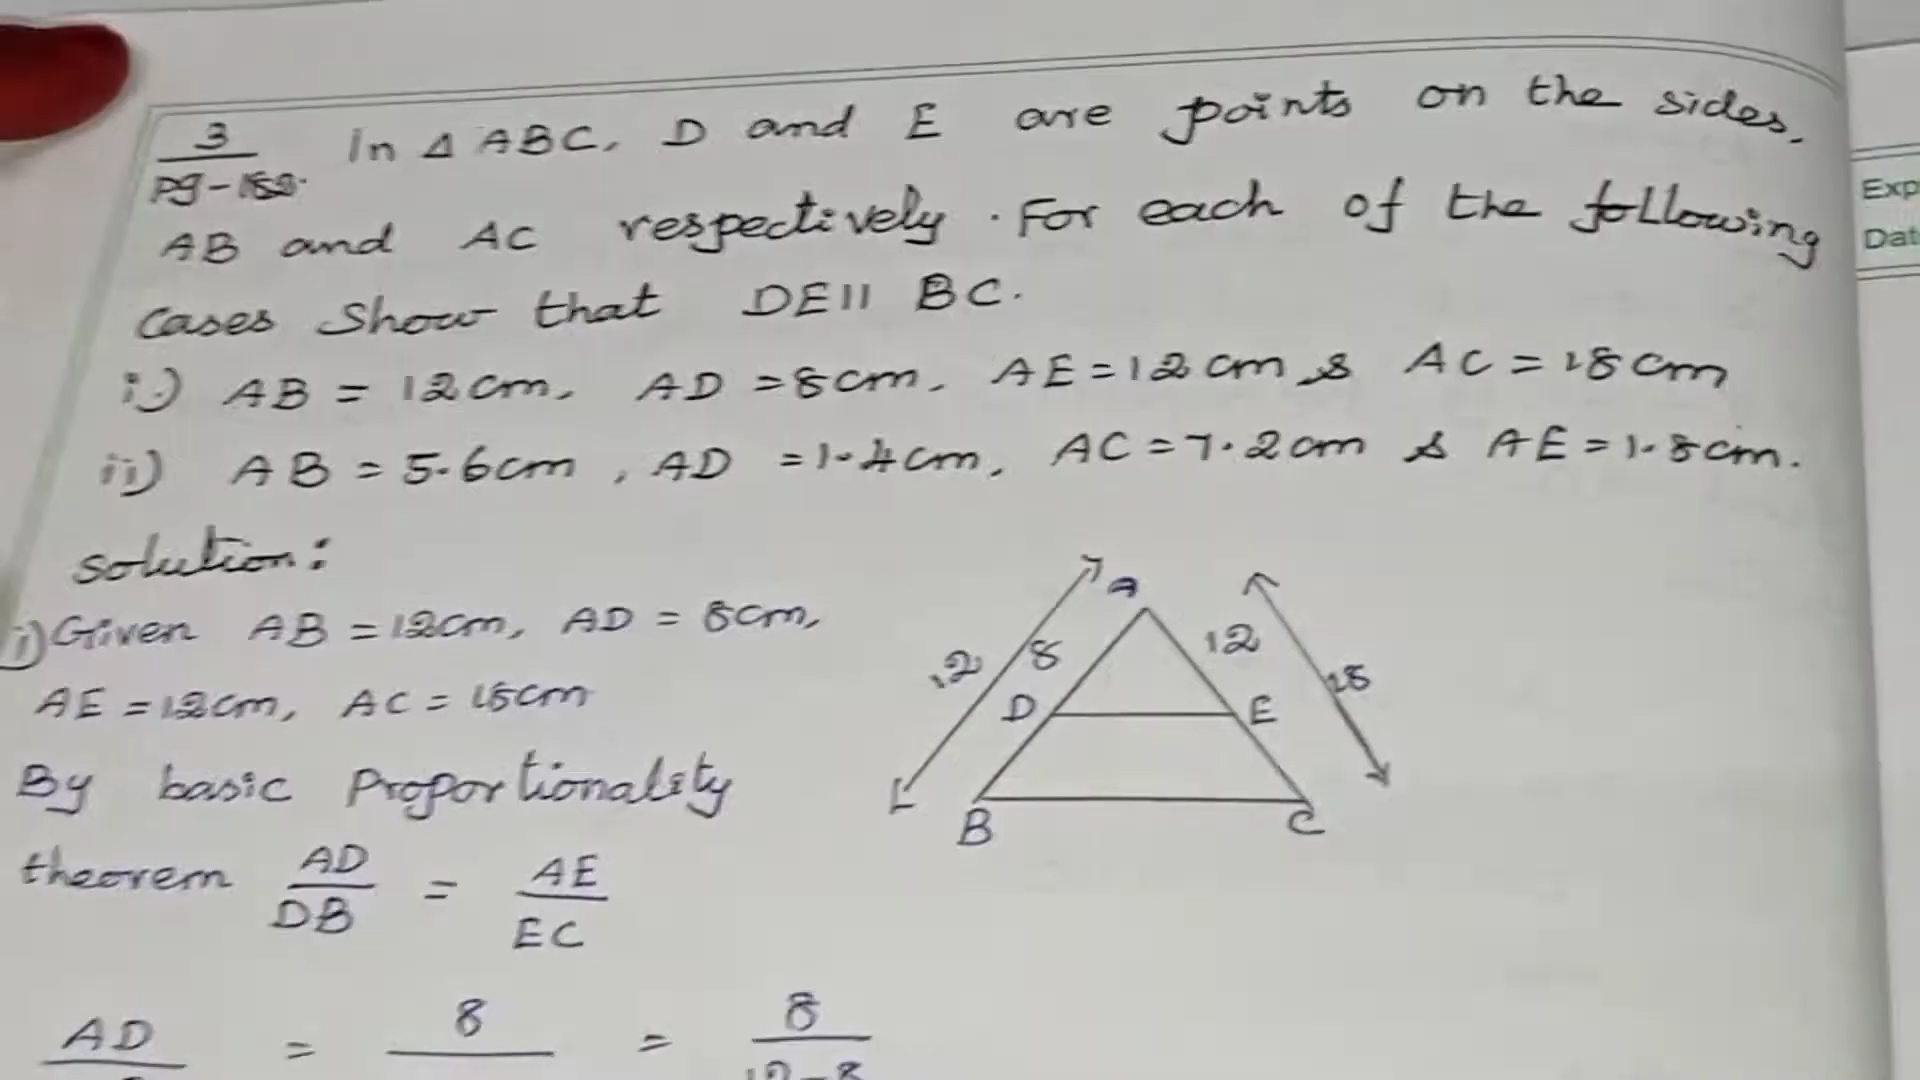 3
pg-182.
In △ ABC, D and E are points on the sides,
AB and AC respectively. For each of the following
cases show that DE|| BC.
i) AB = 12cm, AD = 8cm, AE = 12cm & AC = 18cm
ii) AB = 5.6cm, AD = 1.4cm, AC = 7.2cm & AE = 1.8cm.
Solution:
i) Given AB = 12cm, AD = 8cm,
AE = 12cm, AC = 18cm
By basic Proportionality
theorem AD/DB = AE/EC
AD = 8 = 8/12-8
A
12 8 12 18
D E
B C
Exp
Dat